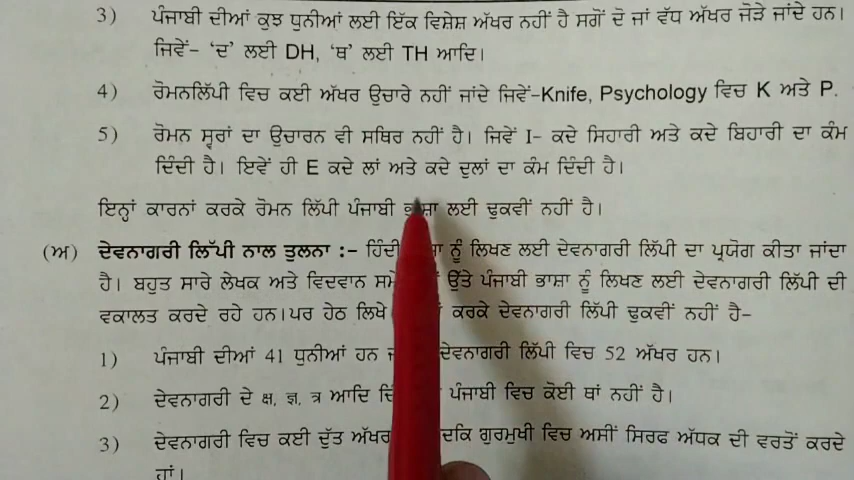 3) ਪੰਜਾਬੀ ਦੀਆਂ ਕੁਝ ਧੁਨੀਆਂ ਲਈ ਇੱਕ ਵਿਸ਼ੇਸ਼ ਅੱਖਰ ਨਹੀਂ ਹੈ ਸਗੋਂ ਦੋ ਜਾਂ ਵੱਧ ਅੱਖਰ ਜੋੜੇ ਜਾਂਦੇ ਹਨ।
ਜਿਵੇਂ– ‘ਦ’ ਲਈ DH, ‘ਥ’ ਲਈ TH ਆਦਿ।
4) ਰੋਮਨਲਿੱਪੀ ਵਿਚ ਕਈ ਅੱਖਰ ਉਚਾਰੇ ਨਹੀਂ ਜਾਂਦੇ ਜਿਵੇਂ–Knife, Psychology ਵਿਚ K ਅਤੇ P.
5) ਰੋਮਨ ਸ੍ਵਰਾਂ ਦਾ ਉਚਾਰਨ ਵੀ ਸਥਿਰ ਨਹੀਂ ਹੈ। ਜਿਵੇਂ I– ਕਦੇ ਸਿਹਾਰੀ ਅਤੇ ਕਦੇ ਬਿਹਾਰੀ ਦਾ ਕੰਮ
ਦਿੰਦੀ ਹੈ। ਇਵੇਂ ਹੀ E ਕਦੇ ਲਾਂ ਅਤੇ ਕਦੇ ਦੁਲਾਂ ਦਾ ਕੰਮ ਦਿੰਦੀ ਹੈ।
ਇਨ੍ਹਾਂ ਕਾਰਨਾਂ ਕਰਕੇ ਰੋਮਨ ਲਿੱਪੀ ਪੰਜਾਬੀ ਭਾਸ਼ਾ ਲਈ ਢੁਕਵੀਂ ਨਹੀਂ ਹੈ।
(ਅ) ਦੇਵਨਾਗਰੀ ਲਿੱਪੀ ਨਾਲ ਤੁਲਨਾ :– ਹਿੰਦੀ ਨੂੰ ਲਿਖਣ ਲਈ ਦੇਵਨਾਗਰੀ ਲਿੱਪੀ ਦਾ ਪ੍ਰਯੋਗ ਕੀਤਾ ਜਾਂਦਾ
ਹੈ। ਬਹੁਤ ਸਾਰੇ ਲੇਖਕ ਅਤੇ ਵਿਦਵਾਨ ਉੱਤੇ ਪੰਜਾਬੀ ਭਾਸ਼ਾ ਨੂੰ ਲਿਖਣ ਲਈ ਦੇਵਨਾਗਰੀ ਲਿੱਪੀ ਦੀ
ਵਕਾਲਤ ਕਰਦੇ ਰਹੇ ਹਨ।ਪਰ ਹੇਠ ਲਿਖੇ ਕਰਕੇ ਦੇਵਨਾਗਰੀ ਲਿੱਪੀ ਢੁਕਵੀਂ ਨਹੀਂ ਹੈ–
1) ਪੰਜਾਬੀ ਦੀਆਂ 41 ਧੁਨੀਆਂ ਹਨ ਦੇਵਨਾਗਰੀ ਲਿੱਪੀ ਵਿਚ 52 ਅੱਖਰ ਹਨ।
2) ਦੇਵਨਾਗਰੀ ਦੇ क्ष, ज्ञ, त्र ਆਦਿ ਪੰਜਾਬੀ ਵਿਚ ਕੋਈ ਥਾਂ ਨਹੀਂ ਹੈ।
3) ਦੇਵਨਾਗਰੀ ਵਿਚ ਕਈ ਦੁੱਤ ਅੱਖਰ ਗੁਰਮੁਖੀ ਵਿਚ ਅਸੀਂ ਸਿਰਫ ਅੱਧਕ ਦੀ ਵਰਤੋਂ ਕਰਦੇ
ਹਾਂ।